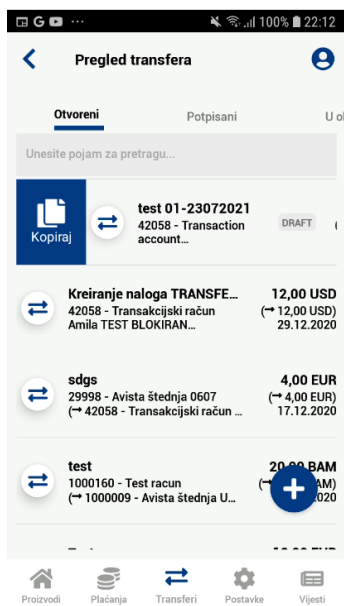 100% 22:12
Pregled transfera
Otvoreni
Potpisani
U o
Unesite pojam za pretragu...
Kopiraj
test 01-23072021
42058 - Transaction
account...
DRAFT
(
Kreiranje naloga TRANSFE...
12,00 USD
42058 - Transakcijski račun
(→ 12,00 USD)
Amila TEST BLOKIRAN...
29.12.2020
sdgs
4,00 EUR
29998 - Avista štednja 0607
(→ 4,00 EUR)
(→ 42058 - Transakcijski račun ...
17.12.2020
test
BAM
1000160 - Test racun
AM)
(→ 1000009 - Avista štednja U...
020
Proizvodi
Plaćanja
Transferi
Postavke
Vijesti